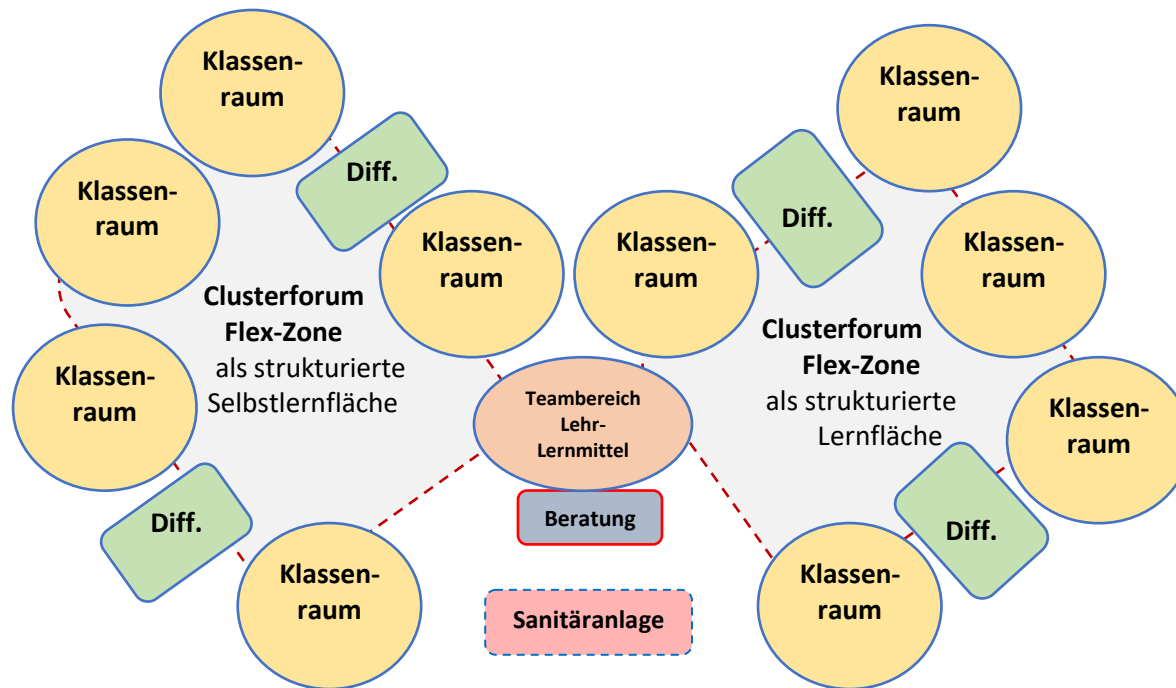 Klassen-
raum
Klassen-
raum
Diff.
Klassen-
raum
Klassen-
raum
Clusterforum
Flex-Zone
als strukturierte
Selbstlernfläche
Klassen-
raum
Diff.
Klassen-
raum
Teambereich
Lehr-
Lernmittel
Beratung
Sanitäranlage
Klassen-
raum
Diff.
Klassen-
raum
Klassen-
raum
Clusterforum
Flex-Zone
als strukturierte
Lernfläche
Klassen-
raum
Diff.
Klassen-
raum